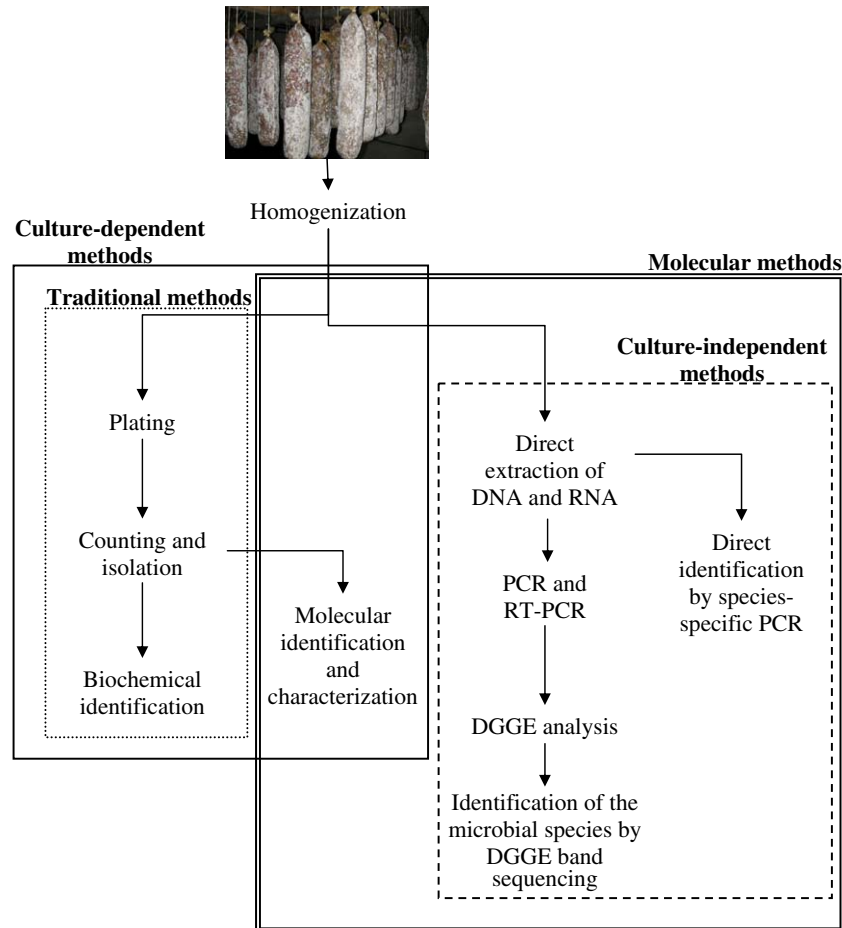 Homogenization
Culture-dependent
methods
Molecular methods
Traditional methods
Culture-independent
methods
Plating
Counting and
isolation
Biochemical
identification
Molecular
identification
and
characterization
Direct
extraction of
DNA and RNA
PCR and
RT-PCR
DGGE analysis
Identification of the
microbial species by
DGGE band
sequencing
Direct
identification
by species-
specific PCR